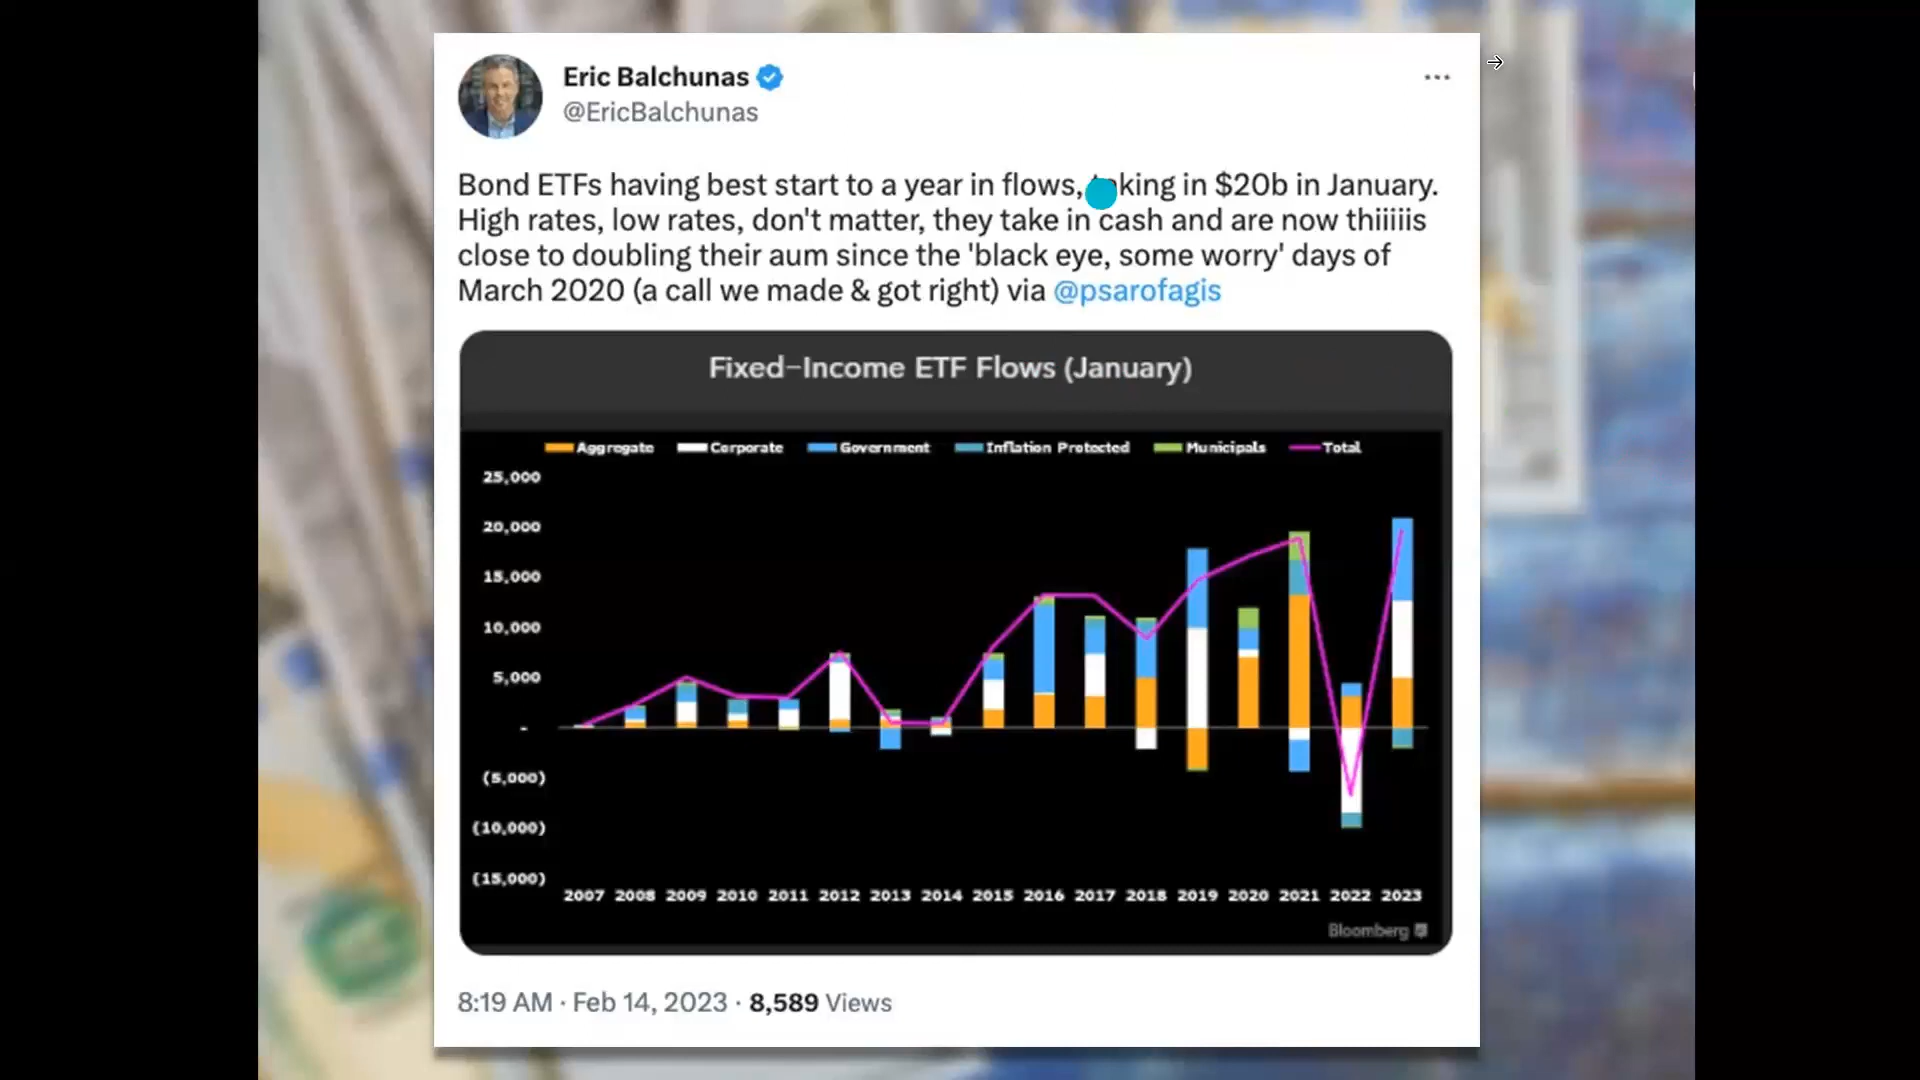 Eric Balchunas
@EricBalchunas
Bond ETFs having best start to a year in flows, taking in $20b in January.
High rates, low rates, don't matter, they take in cash and are now thiiiiis
close to doubling their aum since the 'black eye, some worry' days of
March 2020 (a call we made & got right) via @psarofagis
Fixed-Income ETF Flows (January)
Aggregate Corporate Government Inflation Protected Municipals Total
25,000
20,000
15,000
10,000
5,000
-
(5,000)
(10,000)
(15,000)
2007 2008 2009 2010 2011 2012 2013 2014 2015 2016 2017 2018 2019 2020 2021 2022 2023
Bloomberg
8:19 AM · Feb 14, 2023 · 8,589 Views